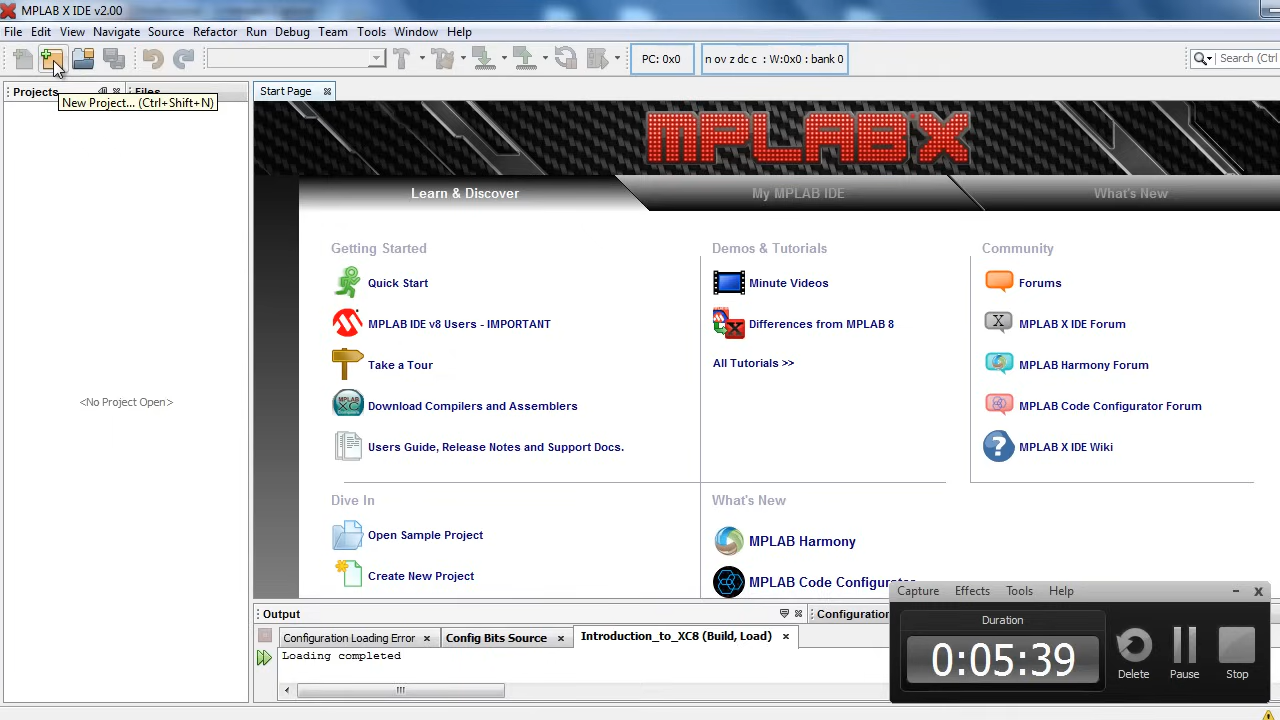 MPLAB X IDE v2.00
File Edit View Navigate Source Refactor Run Debug Team Tools Window Help
PC: 0x0
n ov z dc c : W:0x0 : bank 0
Search (Ctrl
Projects
Files
New Project... (Ctrl+Shift+N)
Start Page
MPLAB X
Learn & Discover
My MPLAB IDE
What's New
Getting Started
Demos & Tutorials
Community
Quick Start
Minute Videos
Forums
MPLAB IDE v8 Users - IMPORTANT
Differences from MPLAB 8
MPLAB X IDE Forum
Take a Tour
All Tutorials >>
MPLAB Harmony Forum
<No Project Open>
Download Compilers and Assemblers
MPLAB Code Configurator Forum
Users Guide, Release Notes and Support Docs.
MPLAB X IDE Wiki
Dive In
What's New
Open Sample Project
MPLAB Harmony
Create New Project
MPLAB Code Configurator
Capture Effects Tools Help
Output
Configuration
Duration
Configuration Loading Error
Config Bits Source
Introduction_to_XC8 (Build, Load)
Loading completed
0:05:39
Delete
Pause
Stop